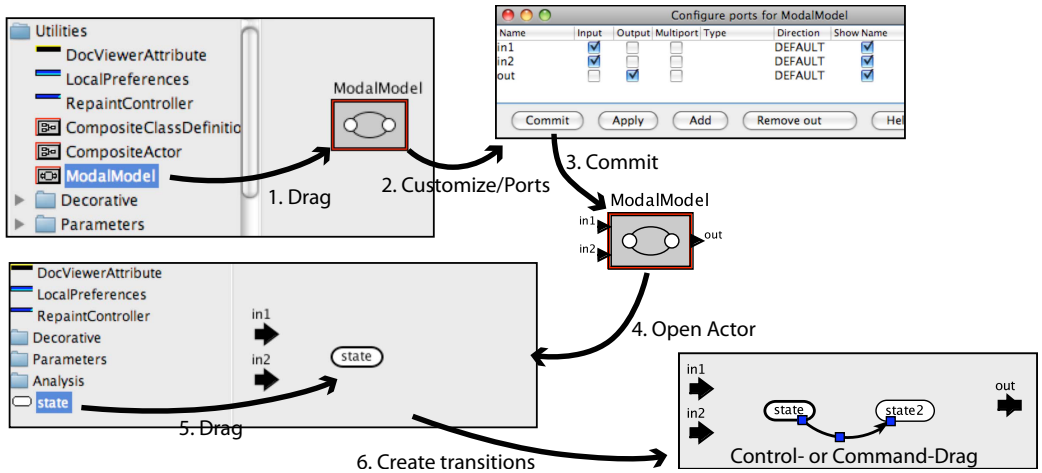 Utilities
DocViewerAttribute
LocalPreferences
RepaintController
CompositeClassDefinitio
CompositeActor
ModalModel
Decorative
Parameters
ModalModel
1. Drag
2. Customize/Ports
Configure ports for ModalModel
Name Input Output Multiport Type Direction Show Name
in1 DEFAULT
in2 DEFAULT
out DEFAULT
Commit Apply Add Remove out Hel
3. Commit
ModalModel
in1
in2
out
4. Open Actor
DocViewerAttribute
LocalPreferences
RepaintController
Decorative
Parameters
Analysis
state
in1
in2
state
5. Drag
6. Create transitions
in1
in2
state
state2
out
Control- or Command-Drag